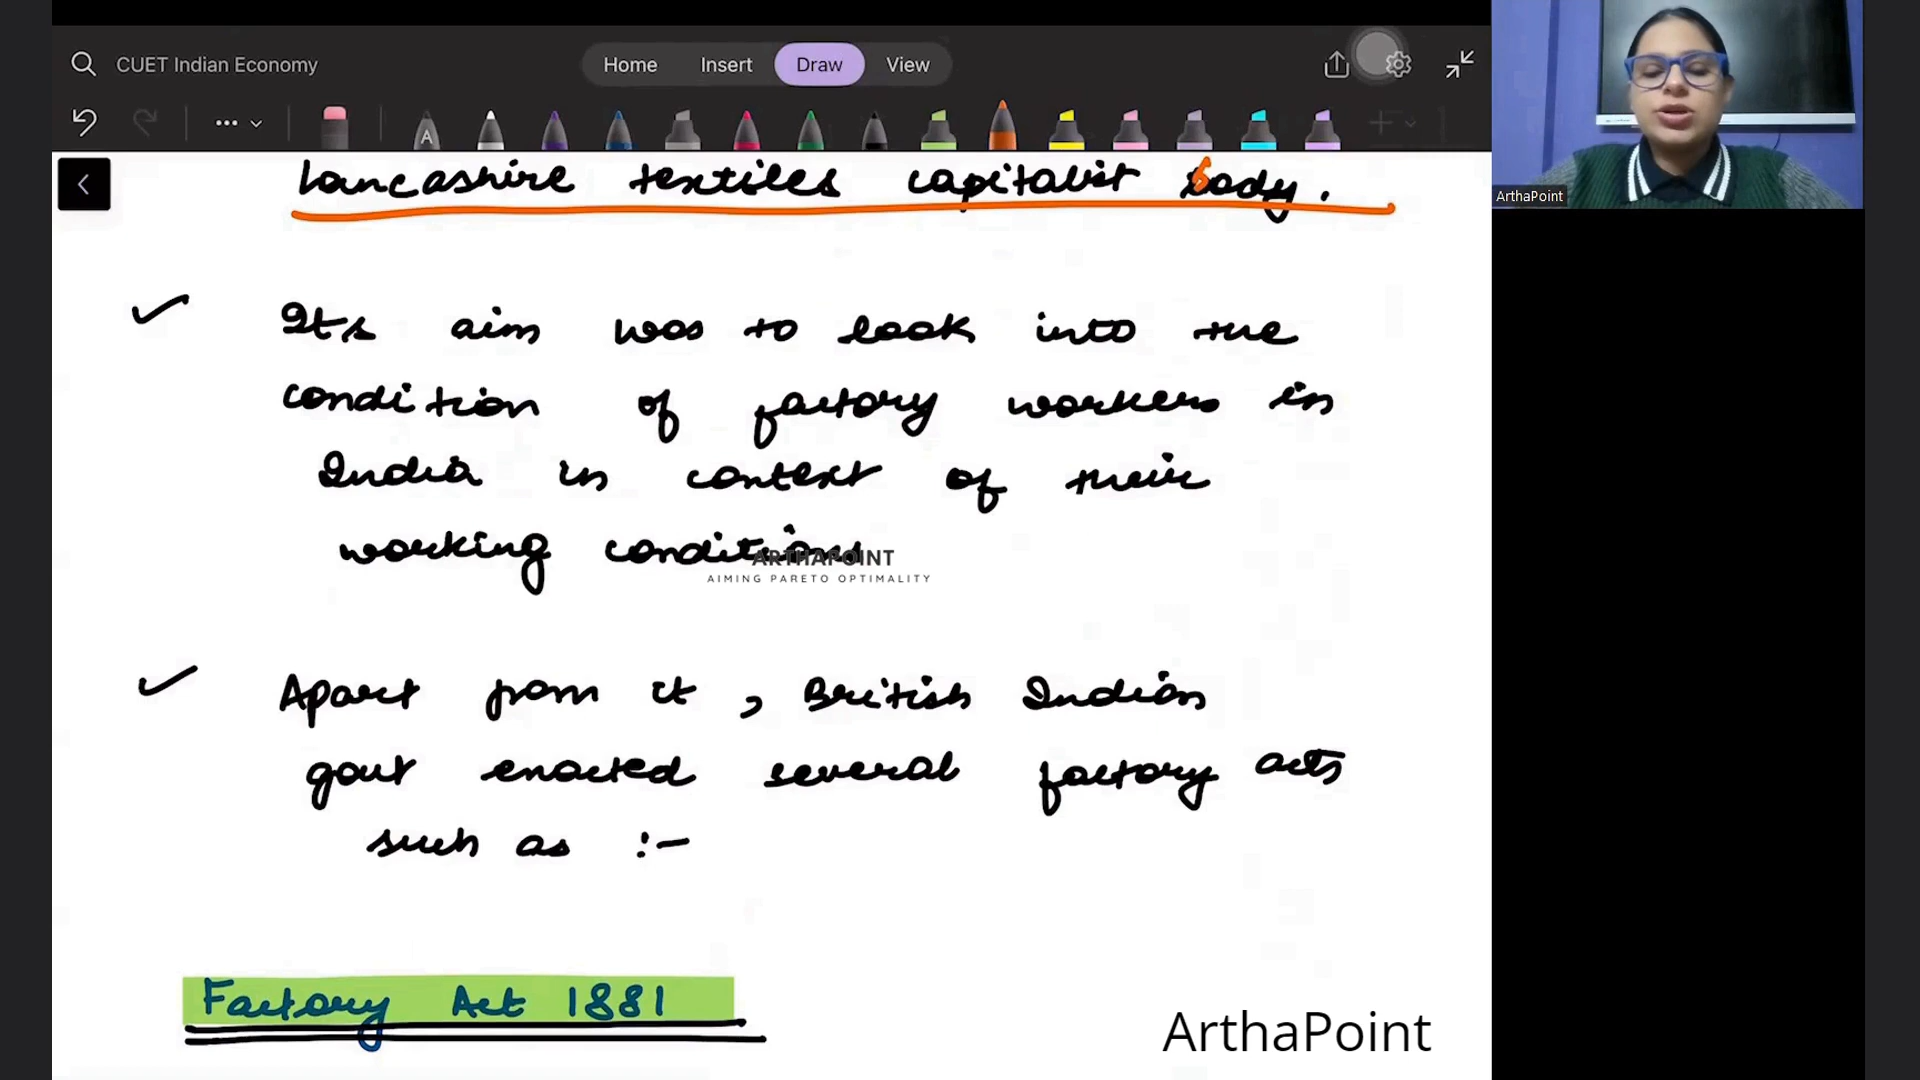 CUET Indian Economy
Home Insert Draw View
ArthaPoint
lancashire textiles capitalist body.
Its aim was to look into the
condition of factory workers in
India in context of their
working conditions
ARTHAPOINT
AIMING PARETO OPTIMALITY
Apart from it, British Indian
govt enacted several factory acts
such as :-
Factory Act 1881
ArthaPoint